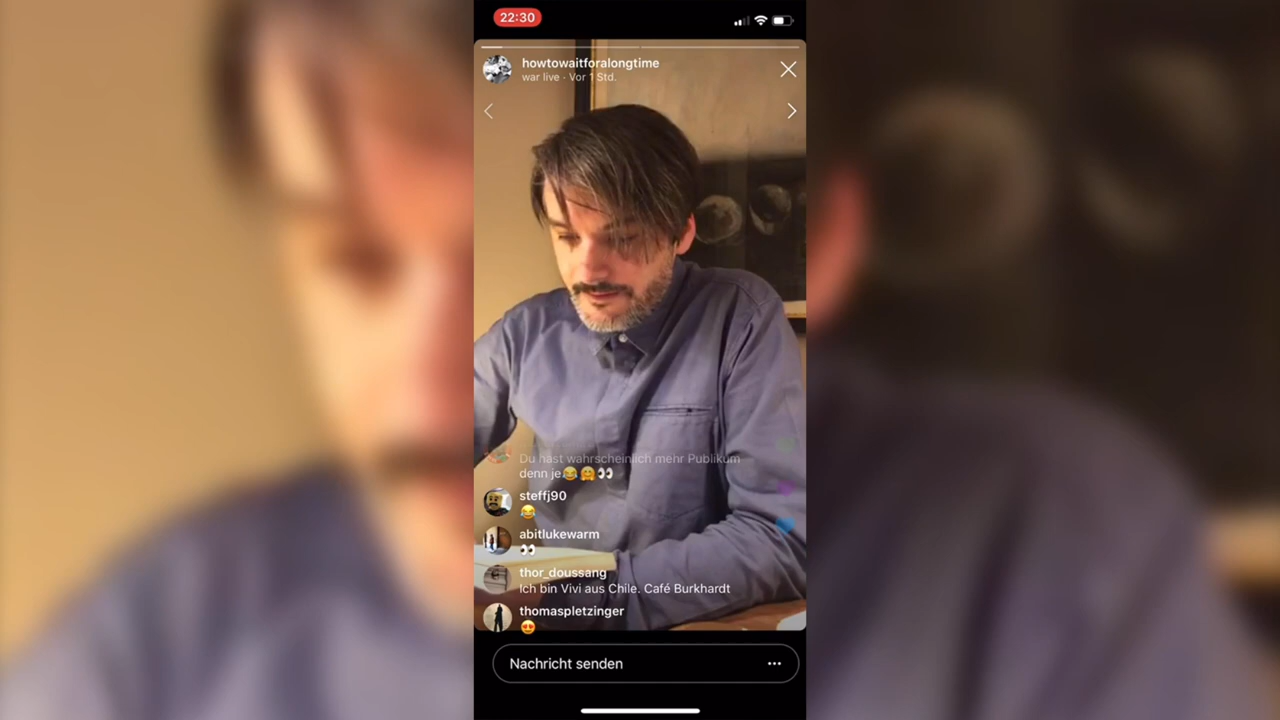 22:30
howtowaitforalongtime
war live · Vor 1 Std.
Du hast wahrscheinlich mehr Publikum
denn je😂🤗👀
steffj90
😂
abitlukewarm
👀
thor_doussang
Ich bin Vivi aus Chile. Café Burkhardt
thomaspletzinger
😍
Nachricht senden